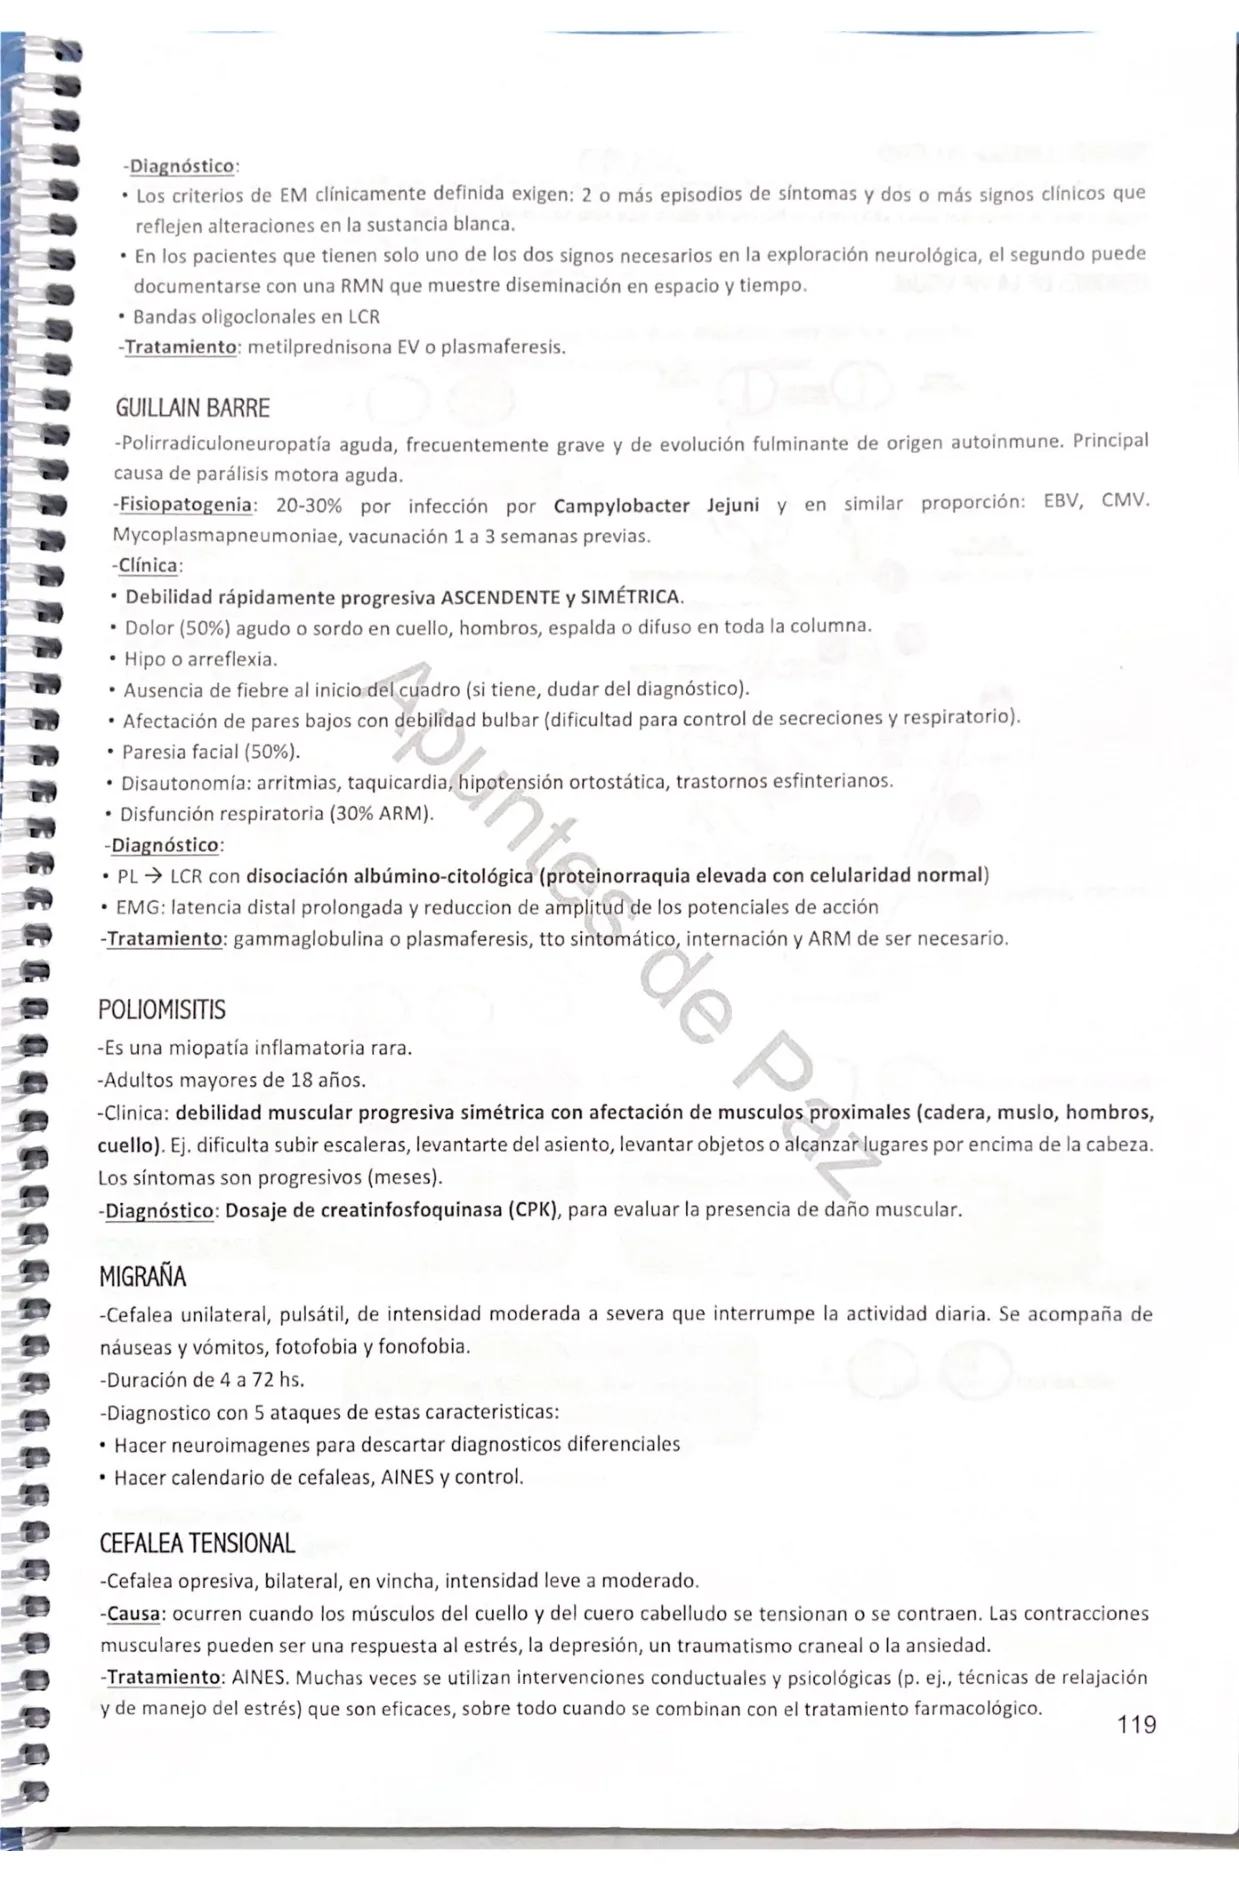 -Diagnóstico:
• Los criterios de EM clínicamente definida exigen: 2 o más episodios de síntomas y dos o más signos clínicos que
reflejen alteraciones en la sustancia blanca.
• En los pacientes que tienen solo uno de los dos signos necesarios en la exploración neurológica, el segundo puede
documentarse con una RMN que muestre diseminación en espacio y tiempo.
• Bandas oligoclonales en LCR
-Tratamiento: metilprednisona EV o plasmaferesis.
GUILLAIN BARRE
-Polirradiculoneuropatía aguda, frecuentemente grave y de evolución fulminante de origen autoinmune. Principal
causa de parálisis motora aguda.
-Fisiopatogenia: 20-30% por infección por Campylobacter Jejuni y en similar proporción: EBV, CMV.
Mycoplasmapneumoniae, vacunación 1 a 3 semanas previas.
-Clínica:
• Debilidad rápidamente progresiva ASCENDENTE y SIMÉTRICA.
• Dolor (50%) agudo o sordo en cuello, hombros, espalda o difuso en toda la columna.
• Hipo o arreflexia.
• Ausencia de fiebre al inicio del cuadro (si tiene, dudar del diagnóstico).
• Afectación de pares bajos con debilidad bulbar (dificultad para control de secreciones y respiratorio).
• Paresia facial (50%).
• Disautonomía: arritmias, taquicardia, hipotensión ortostática, trastornos esfinterianos.
• Disfunción respiratoria (30% ARM).
-Diagnóstico:
• PL → LCR con disociación albúmino-citológica (proteinorraquia elevada con celularidad normal)
• EMG: latencia distal prolongada y reduccion de amplitud de los potenciales de acción
-Tratamiento: gammaglobulina o plasmaferesis, tto sintomático, internación y ARM de ser necesario.
Apuntes de Paz
POLIOMISITIS
-Es una miopatía inflamatoria rara.
-Adultos mayores de 18 años.
-Clinica: debilidad muscular progresiva simétrica con afectación de musculos proximales (cadera, muslo, hombros,
cuello). Ej. dificulta subir escaleras, levantarte del asiento, levantar objetos o alcanzar lugares por encima de la cabeza.
Los síntomas son progresivos (meses).
-Diagnóstico: Dosaje de creatinfosfoquinasa (CPK), para evaluar la presencia de daño muscular.
MIGRAÑA
-Cefalea unilateral, pulsátil, de intensidad moderada a severa que interrumpe la actividad diaria. Se acompaña de
náuseas y vómitos, fotofobia y fonofobia.
-Duración de 4 a 72 hs.
-Diagnostico con 5 ataques de estas caracteristicas:
• Hacer neuroimagenes para descartar diagnosticos diferenciales
• Hacer calendario de cefaleas, AINES y control.
CEFALEA TENSIONAL
-Cefalea opresiva, bilateral, en vincha, intensidad leve a moderado.
-Causa: ocurren cuando los músculos del cuello y del cuero cabelludo se tensionan o se contraen. Las contracciones
musculares pueden ser una respuesta al estrés, la depresión, un traumatismo craneal o la ansiedad.
-Tratamiento: AINES. Muchas veces se utilizan intervenciones conductuales y psicológicas (p. ej., técnicas de relajación
y de manejo del estrés) que son eficaces, sobre todo cuando se combinan con el tratamiento farmacológico.
119